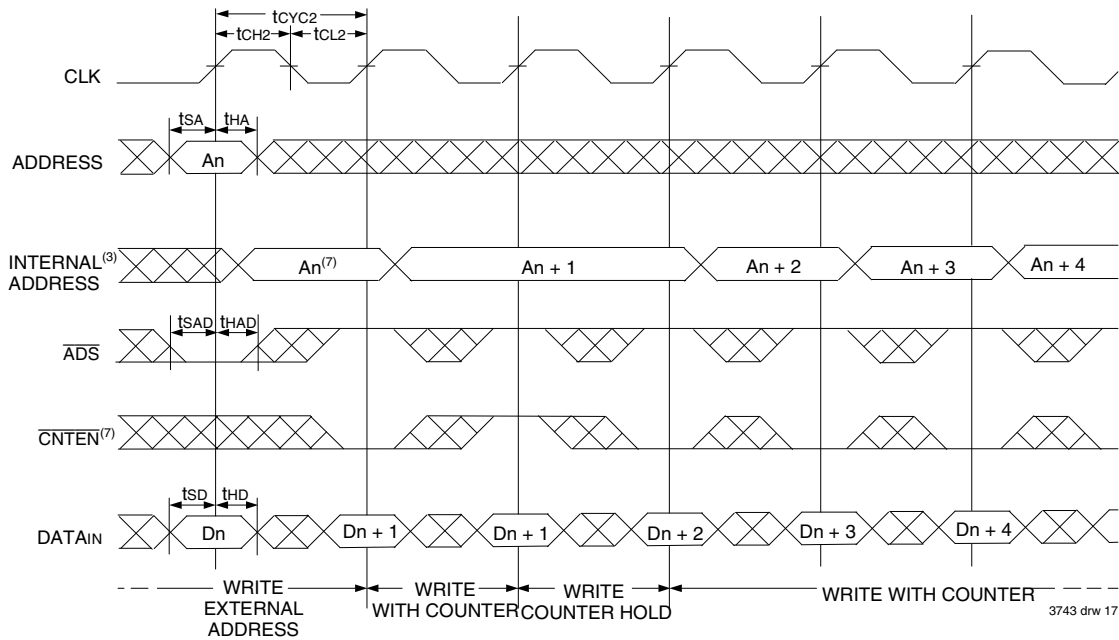 tCYC2
tCH2 tCL2
CLK
tSA tHA
ADDRESS An
INTERNAL(3) ADDRESS An(7) An + 1 An + 2 An + 3 An + 4
tSAD tHAD
ADS
CNTEN(7)
tSD tHD
DATAIN Dn Dn + 1 Dn + 1 Dn + 2 Dn + 3 Dn + 4
WRITE EXTERNAL ADDRESS
WRITE WITH COUNTER
WRITE COUNTER HOLD
WRITE WITH COUNTER
3743 drw 17